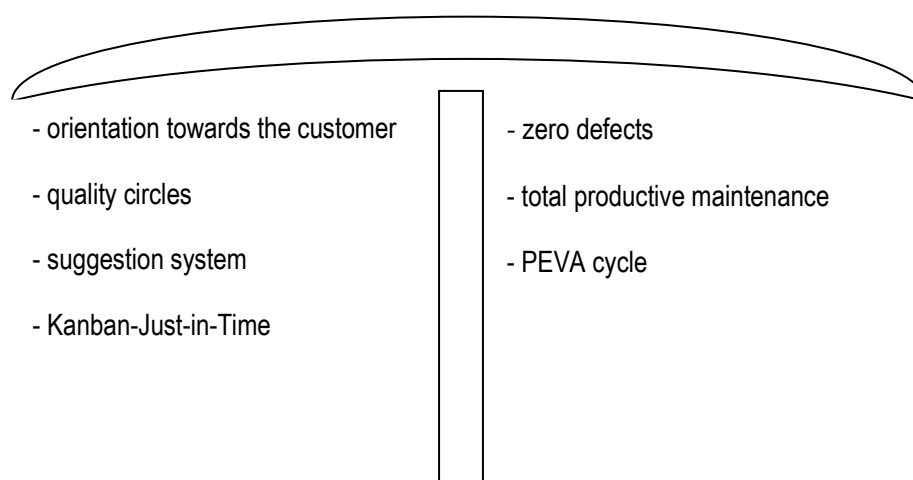 - orientation towards the customer
- quality circles
- suggestion system
- Kanban-Just-in-Time
- zero defects
- total productive maintenance
- PEVA cycle